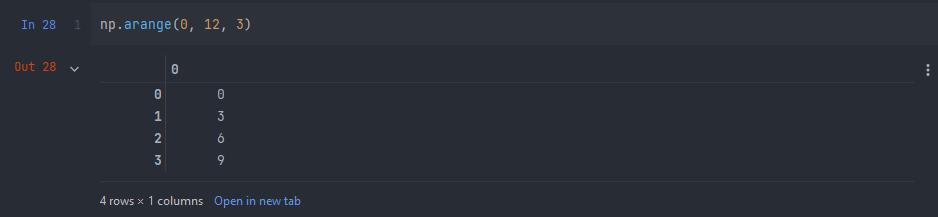 In 28 1 np.arange(0, 12, 3)
Out 28
0
0 0
1 3
2 6
3 9
4 rows × 1 columns Open in new tab